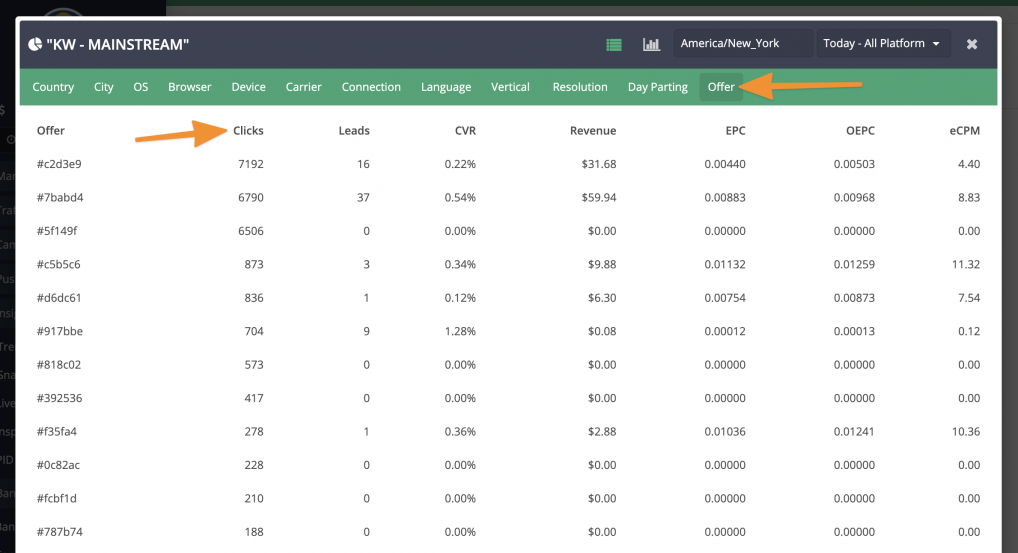 "KW - MAINSTREAM" America/New_York Today - All Platform
Country City OS Browser Device Carrier Connection Language Vertical Resolution Day Parting Offer
Offer Clicks Leads CVR Revenue EPC OEPC eCPM
#c2d3e9 7192 16 0.22% $31.68 0.00440 0.00503 4.40
#7babd4 6790 37 0.54% $59.94 0.00883 0.00968 8.83
#5f149f 6506 0 0.00% $0.00 0.00000 0.00000 0.00
#c5b5c6 873 3 0.34% $9.88 0.01132 0.01259 11.32
#d6dc61 836 1 0.12% $6.30 0.00754 0.00873 7.54
#917bbe 704 9 1.28% $0.08 0.00012 0.00013 0.12
#818c02 573 0 0.00% $0.00 0.00000 0.00000 0.00
#392536 417 0 0.00% $0.00 0.00000 0.00000 0.00
#f35fa4 278 1 0.36% $2.88 0.01036 0.01241 10.36
#0c82ac 228 0 0.00% $0.00 0.00000 0.00000 0.00
#fcbf1d 210 0 0.00% $0.00 0.00000 0.00000 0.00
#787b74 188 0 0.00% $0.00 0.00000 0.00000 0.00